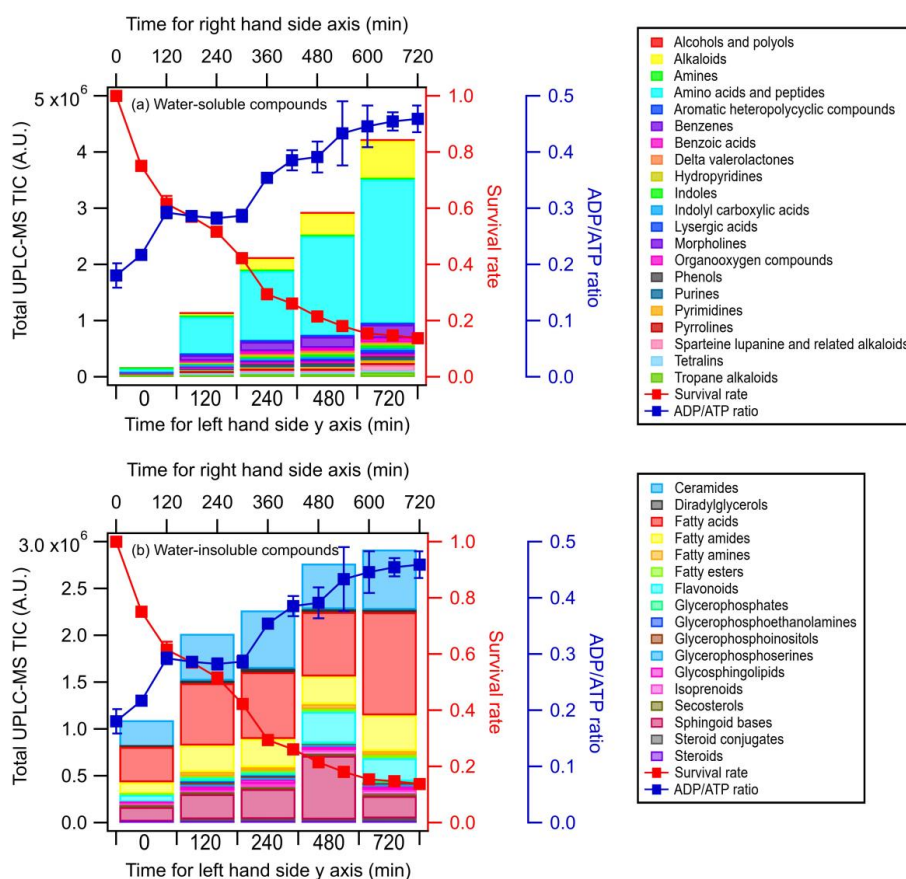 Time for right hand side axis (min)
0 120 240 360 480 600 720
(a) Water-soluble compounds
Total UPLC-MS TIC (A.U.)
5 x10⁶
4
3
2
1
0
1.0
0.8
0.6
0.4
0.2
0.0
Survival rate
0.5
0.4
0.3
0.2
0.1
0.0
ADP/ATP ratio
0 120 240 480 720
Time for left hand side y axis (min)
Alcohols and polyols
Alkaloids
Amines
Amino acids and peptides
Aromatic heteropolycyclic compounds
Benzenes
Benzoic acids
Delta valerolactones
Hydropyridines
Indoles
Indolyl carboxylic acids
Lysergic acids
Morpholines
Organooxygen compounds
Phenols
Purines
Pyrimidines
Pyrrolines
Sparteine lupanine and related alkaloids
Tetralins
Tropane alkaloids
Survival rate
ADP/ATP ratio
Time for right hand side axis (min)
0 120 240 360 480 600 720
(b) Water-insoluble compounds
Total UPLC-MS TIC (A.U.)
3.0 x10⁶
2.5
2.0
1.5
1.0
0.5
0.0
1.0
0.8
0.6
0.4
0.2
0.0
Survival rate
0.5
0.4
0.3
0.2
0.1
0.0
ADP/ATP ratio
0 120 240 480 720
Time for left hand side y axis (min)
Ceramides
Diradylglycerols
Fatty acids
Fatty amides
Fatty amines
Fatty esters
Flavonoids
Glycerophosphates
Glycerophosphoethanolamines
Glycerophosphoinositols
Glycerophosphoserines
Glycosphingolipids
Isoprenoids
Secosterols
Sphingoid bases
Steroid conjugates
Steroids
Survival rate
ADP/ATP ratio